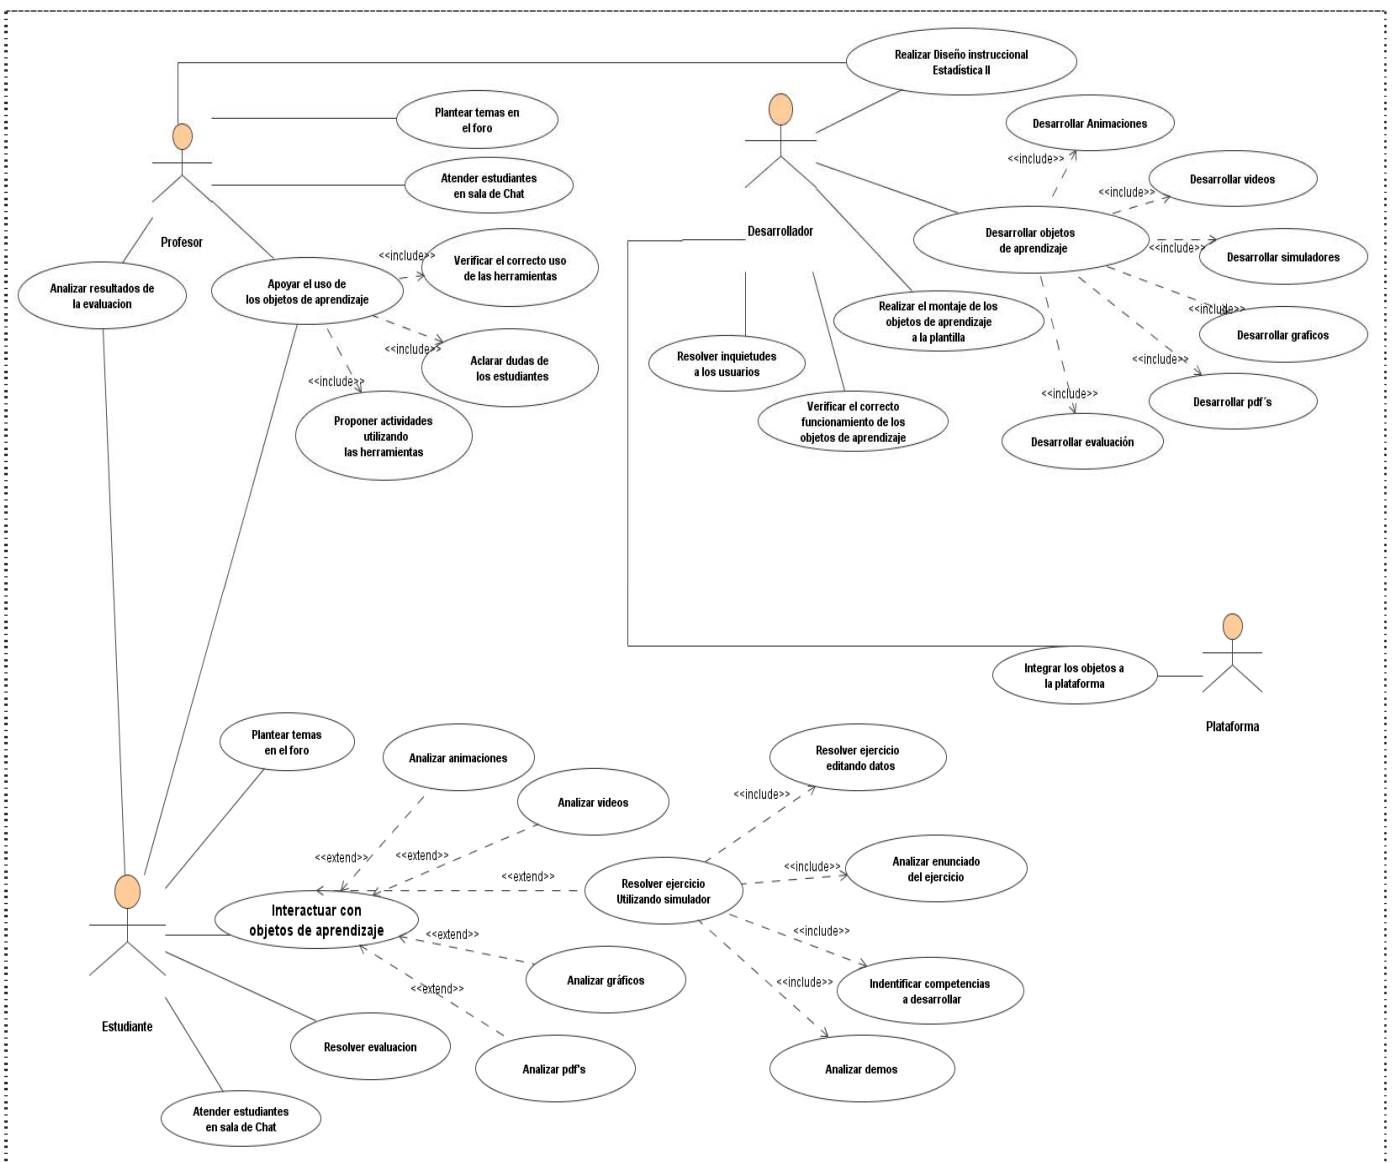 Realizar Diseño instruccional
Estadística II
Plantear temas en
el foro
Desarrollar Animaciones
<<include>>
Atender estudiantes
en sala de Chat
Desarrollar videos
<<include>>
Profesor
Desarrollador
Desarrollar objetos
de aprendizaje
<<include>>
Desarrollar simuladores
<<include>>
Verificar el correcto uso
de las herramientas
Analizar resultados de
la evaluacion
Apoyar el uso de
los objetos de aprendizaje
Realizar el montaje de los
objetos de aprendizaje
a la plantilla
<<include>>
Desarrollar graficos
<<include>>
Aclarar dudas de
los estudiantes
Resolver inquietudes
a los usuarios
<<include>>
Desarrollar pdf´s
<<include>>
Proponer actividades
utilizando
las herramientas
Verificar el correcto
funcionamiento de los
objetos de aprendizaje
<<include>>
Desarrollar evaluación
Integrar los objetos a
la plataforma
Plataforma
Plantear temas
en el foro
Analizar animaciones
Resolver ejercicio
editando datos
Analizar videos
<<include>>
<<extend>>
<<extend>>
<<extend>>
Resolver ejercicio
Utilizando simulador
<<include>>
Analizar enunciado
del ejercicio
Interactuar con
objetos de aprendizaje
<<extend>>
<<include>>
Analizar gráficos
<<extend>>
<<include>>
Indentificar competencias
a desarrollar
Estudiante
Resolver evaluacion
Analizar pdf's
Analizar demos
Atender estudiantes
en sala de Chat